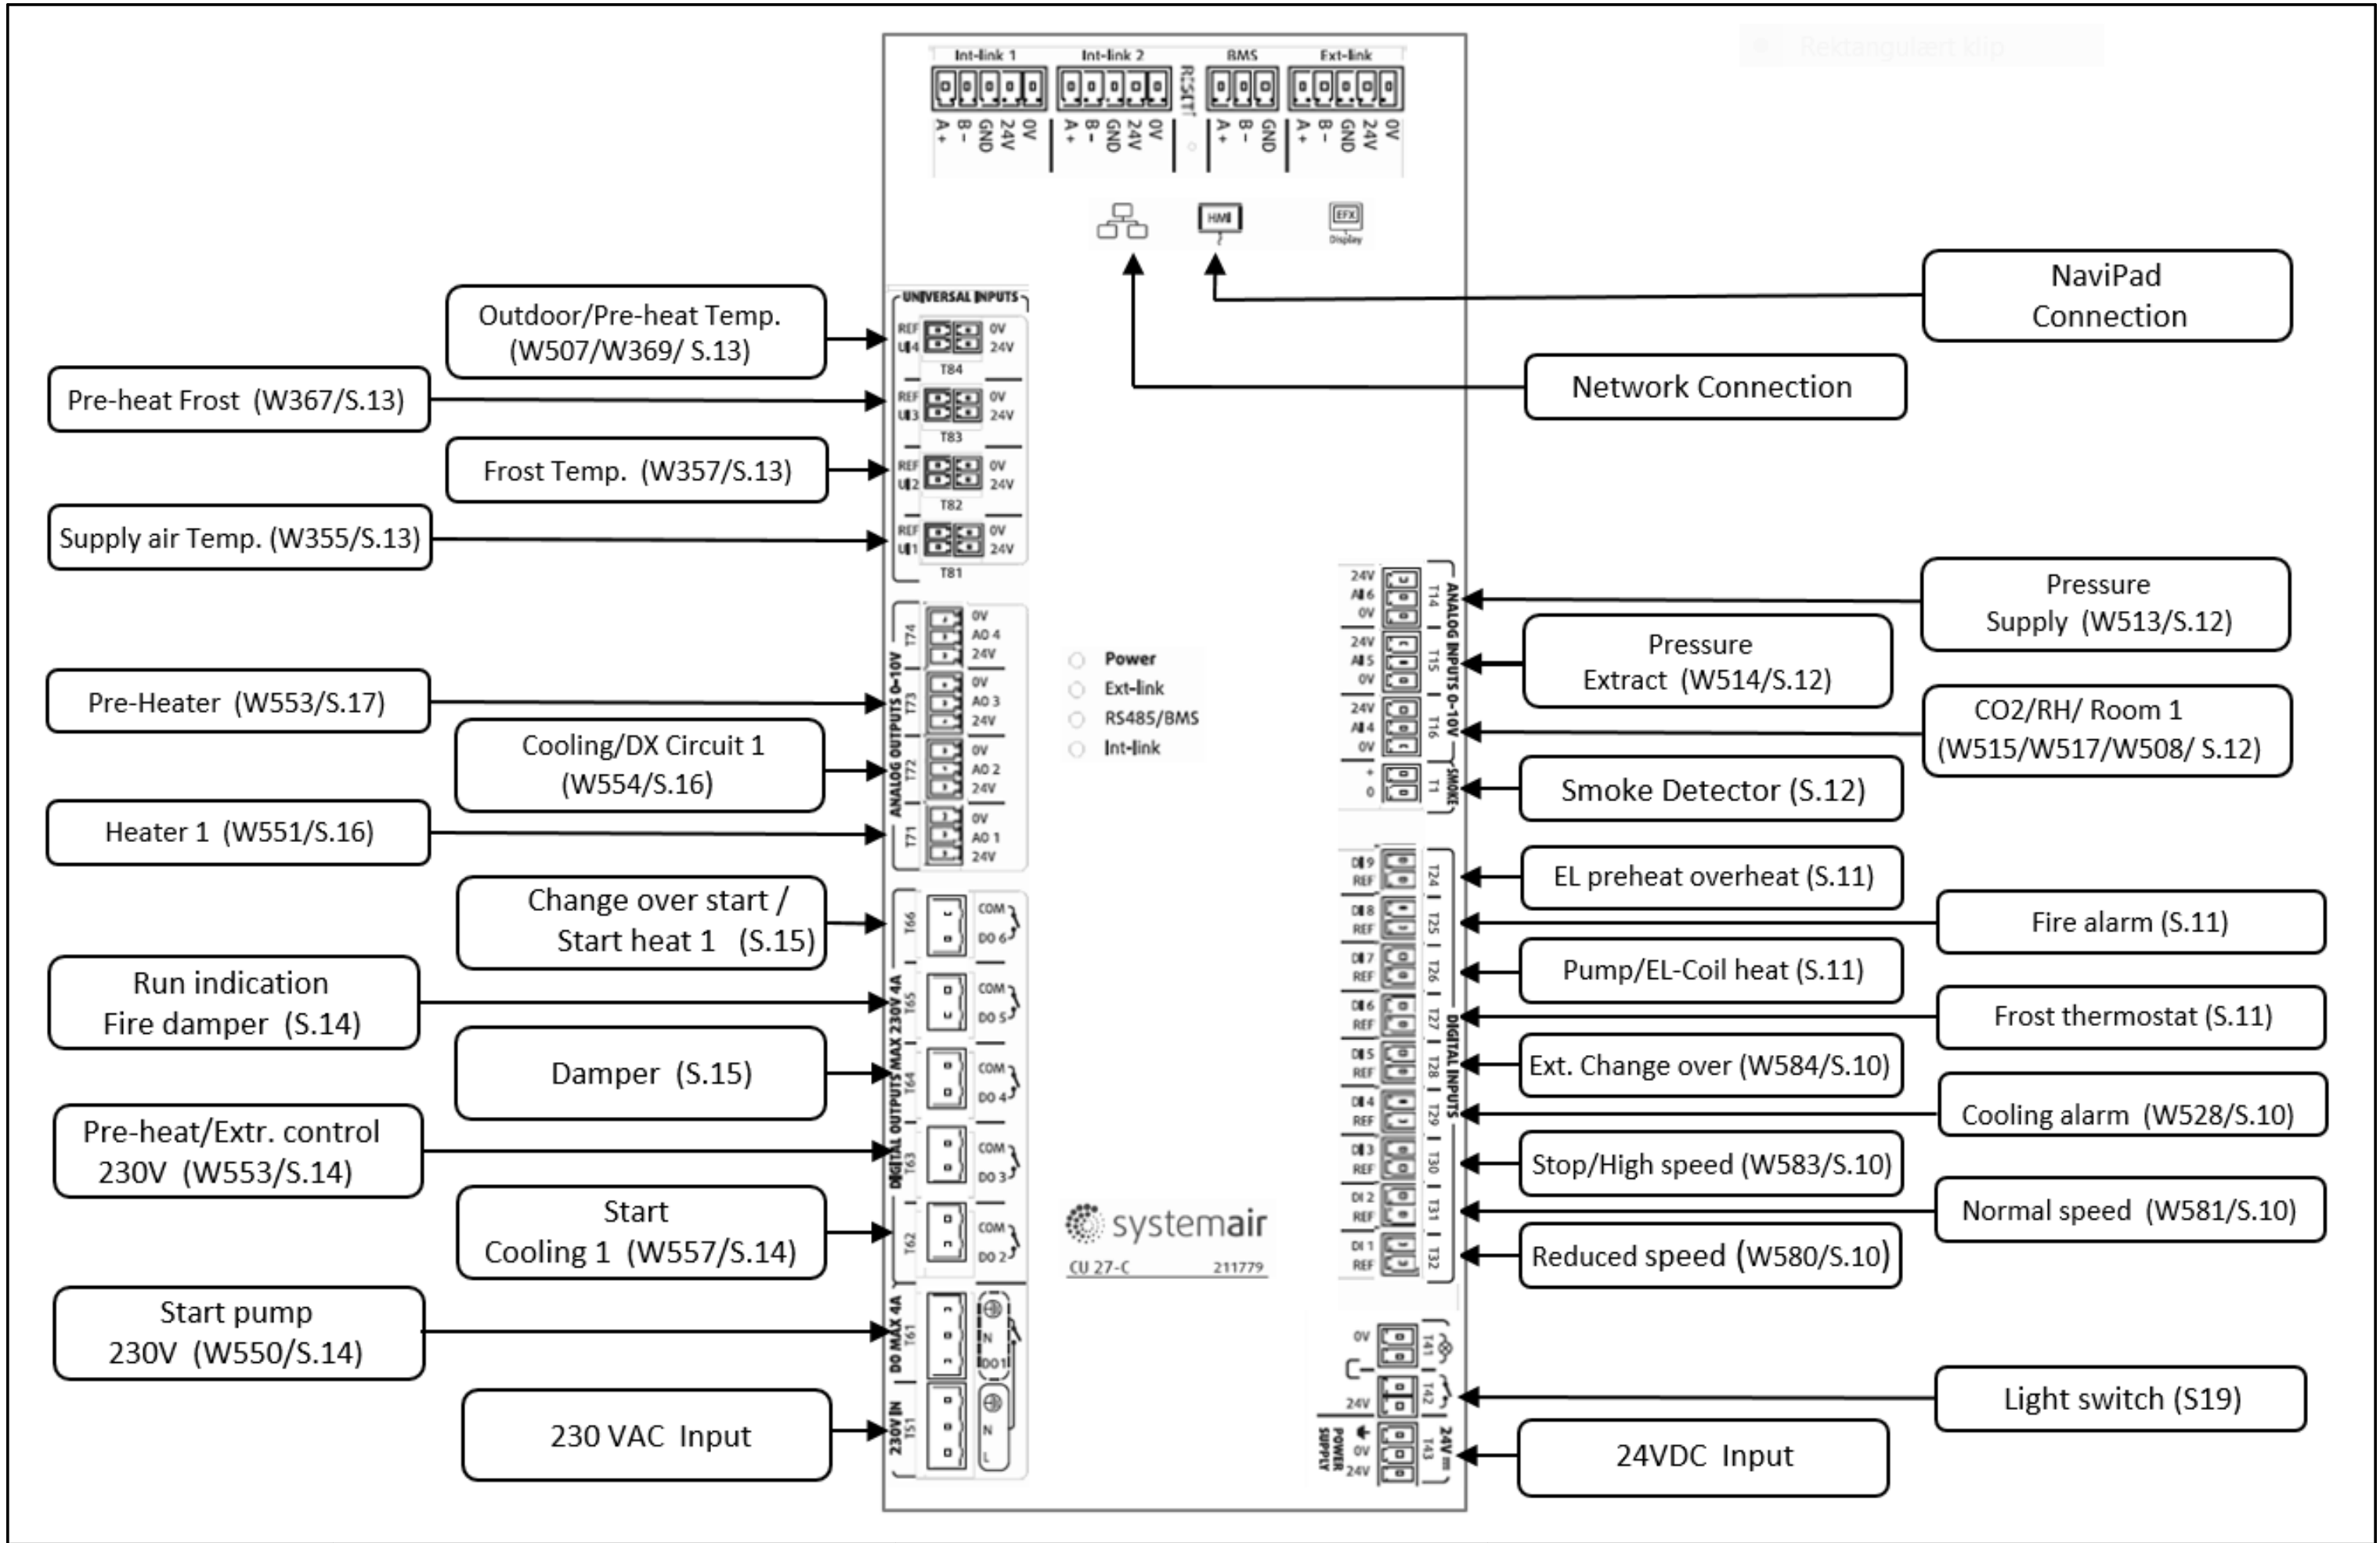 Rektangulært klip
Int-link 1
Int-link 2
BMS
Ext-link
RESET
A +
B -
GND
24V
0V
A +
B -
GND
24V
0V
A +
B -
GND
A +
B -
GND
24V
0V
HMI
EFX
Display
NaviPad
Connection
Network Connection
UNIVERSAL INPUTS
Outdoor/Pre-heat Temp.
(W507/W369/ S.13)
REF 0V
UI 4 24V
T84
Pre-heat Frost (W367/S.13)
REF 0V
UI 3 24V
T83
Frost Temp. (W357/S.13)
REF 0V
UI 2 24V
T82
Supply air Temp. (W355/S.13)
REF 0V
UI 1 24V
T81
ANALOG OUTPUTS 0-10V
T74
0V
AO 4
24V
Pre-Heater (W553/S.17)
T73
0V
AO 3
24V
Cooling/DX Circuit 1
(W554/S.16)
T72
0V
AO 2
24V
Heater 1 (W551/S.16)
T71
0V
AO 1
24V
DIGITAL OUTPUTS MAX 230V 4A
Change over start /
Start heat 1 (S.15)
T66
COM
DO 6
Run indication
Fire damper (S.14)
T65
COM
DO 5
Damper (S.15)
T64
COM
DO 4
Pre-heat/Extr. control
230V (W553/S.14)
T63
COM
DO 3
Start
Cooling 1 (W557/S.14)
T62
COM
DO 2
Start pump
230V (W550/S.14)
DO MAX 4A
T61
N
DO1
230 VAC Input
230V IN
T51
N
L
Power
Ext-link
RS485/BMS
Int-link
systemair
CU 27-C 211779
ANALOG INPUTS 0-10V
24V
AI 6
0V
T14
Pressure
Supply (W513/S.12)
24V
AI 5
0V
T15
Pressure
Extract (W514/S.12)
24V
AI 4
0V
T16
CO2/RH/ Room 1
(W515/W517/W508/ S.12)
+
0
T1
SMOKE
Smoke Detector (S.12)
DIGITAL INPUTS
DI 9
REF
T24
EL preheat overheat (S.11)
DI 8
REF
T25
Fire alarm (S.11)
DI 7
REF
T26
Pump/EL-Coil heat (S.11)
DI 6
REF
T27
Frost thermostat (S.11)
DI 5
REF
T28
Ext. Change over (W584/S.10)
DI 4
REF
T29
Cooling alarm (W528/S.10)
DI 3
REF
T30
Stop/High speed (W583/S.10)
DI 2
REF
T31
Normal speed (W581/S.10)
DI 1
REF
T32
Reduced speed (W580/S.10)
0V
T41
24V
T42
Light switch (S19)
POWER
SUPPLY
0V
24V
T43
24V
24VDC Input